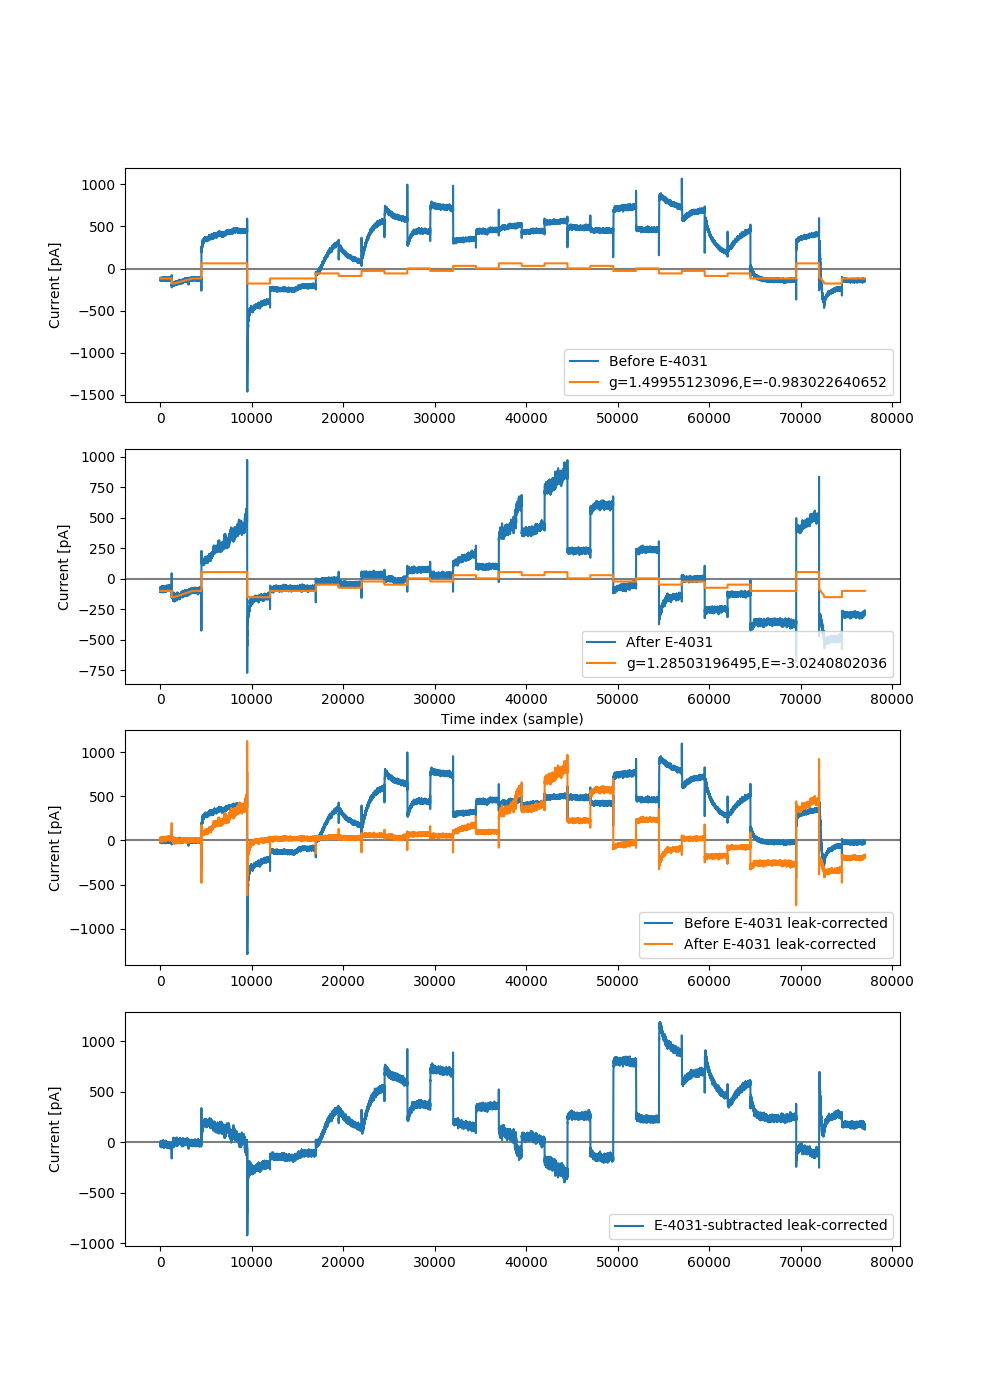 1000
500
0
−500
−1000
−1500
Current [pA]
Before E-4031
g=1.49955123096,E=-0.983022640652
0 10000 20000 30000 40000 50000 60000 70000 80000
1000
750
500
250
0
−250
−500
−750
Current [pA]
After E-4031
g=1.28503196495,E=-3.0240802036
0 10000 20000 30000 40000 50000 60000 70000 80000
Time index (sample)
1000
500
0
−500
−1000
Current [pA]
Before E-4031 leak-corrected
After E-4031 leak-corrected
0 10000 20000 30000 40000 50000 60000 70000 80000
1000
500
0
−500
−1000
Current [pA]
E-4031-subtracted leak-corrected
0 10000 20000 30000 40000 50000 60000 70000 80000